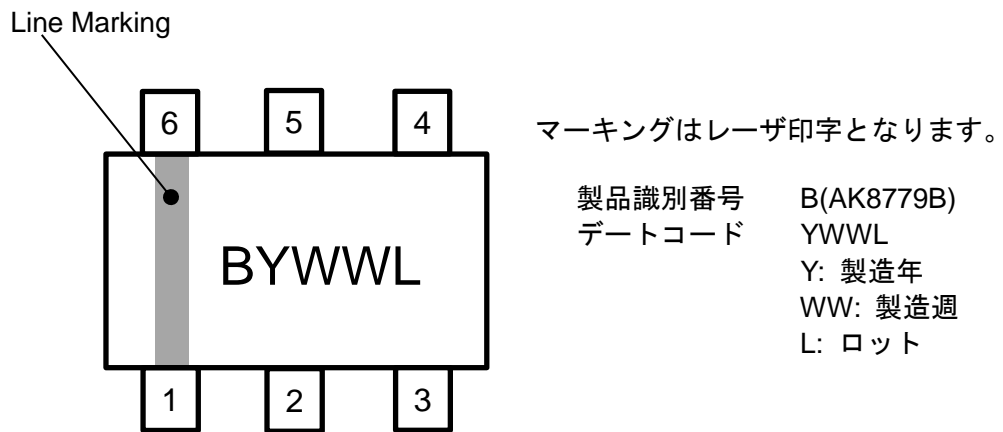 Line Marking
6 5 4
BYWWL
1 2 3
マーキングはレーザ印字となります。
製品識別番号 B(AK8779B)
デートコード YWWL
Y: 製造年
WW: 製造週
L: ロット